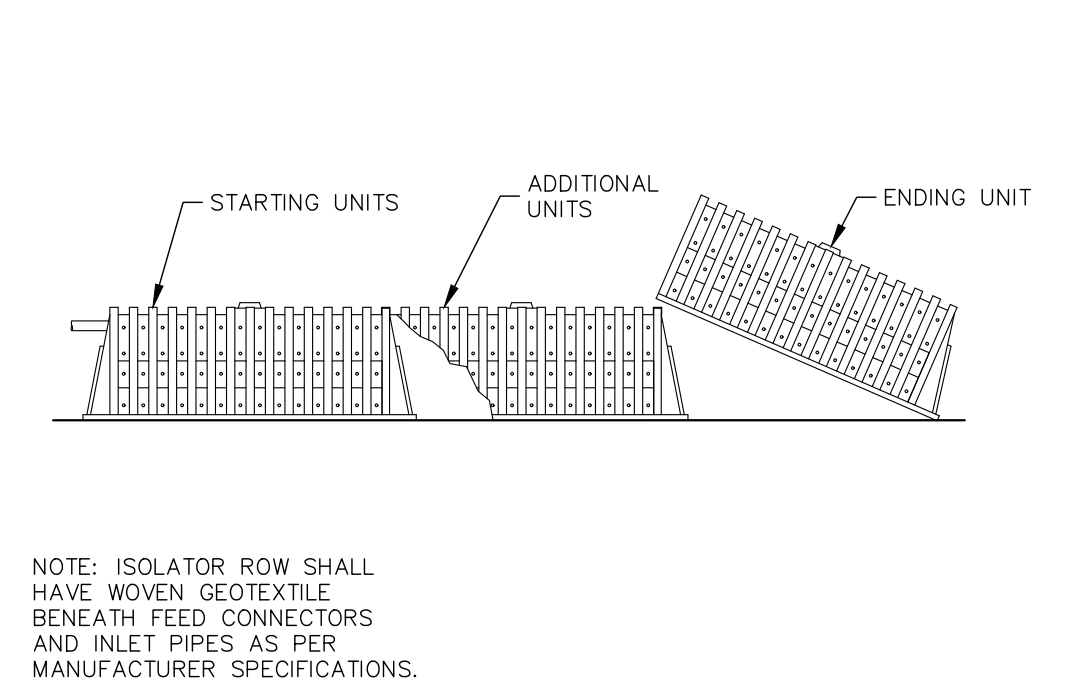 STARTING UNITS
ADDITIONAL
UNITS
ENDING UNIT
NOTE: ISOLATOR ROW SHALL
HAVE WOVEN GEOTEXTILE
BENEATH FEED CONNECTORS
AND INLET PIPES AS PER
MANUFACTURER SPECIFICATIONS.